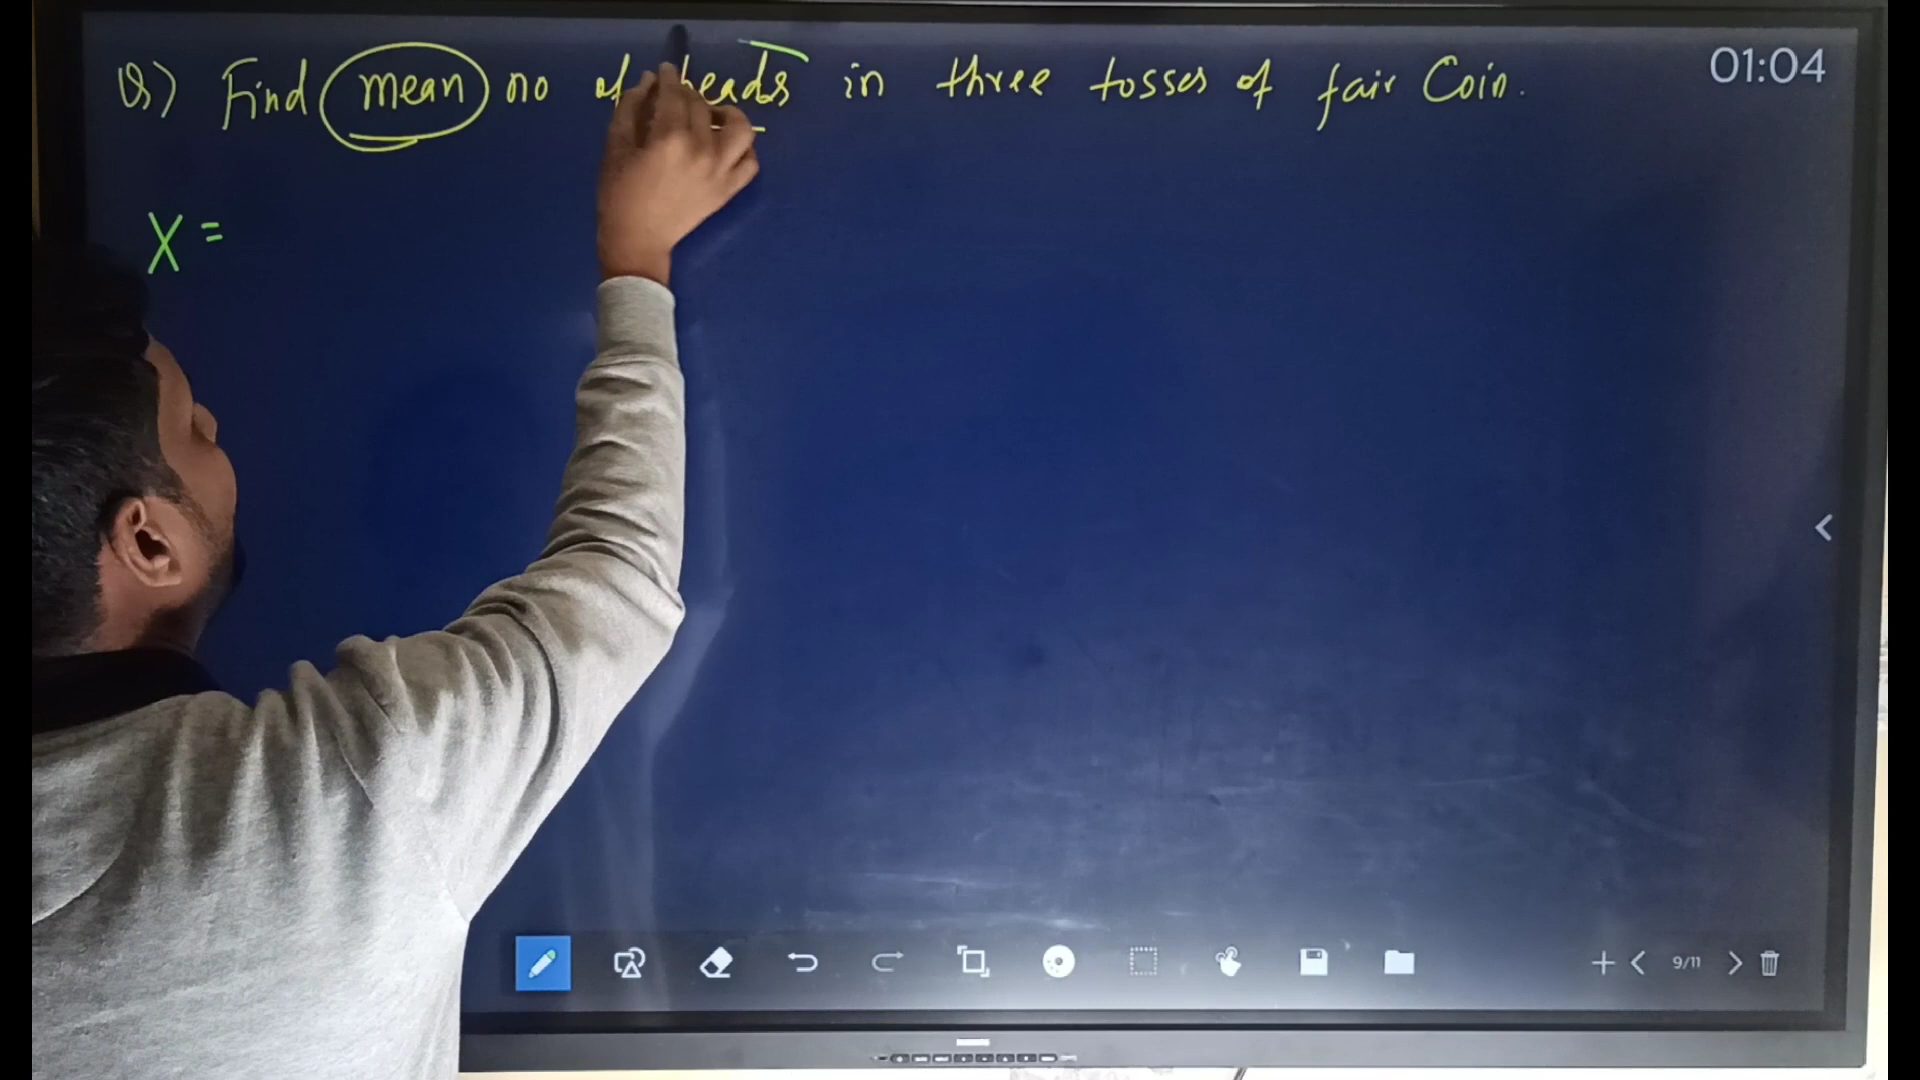 Q) Find mean no of heads in three tosses of fair Coin.
01:04
X =
9/11